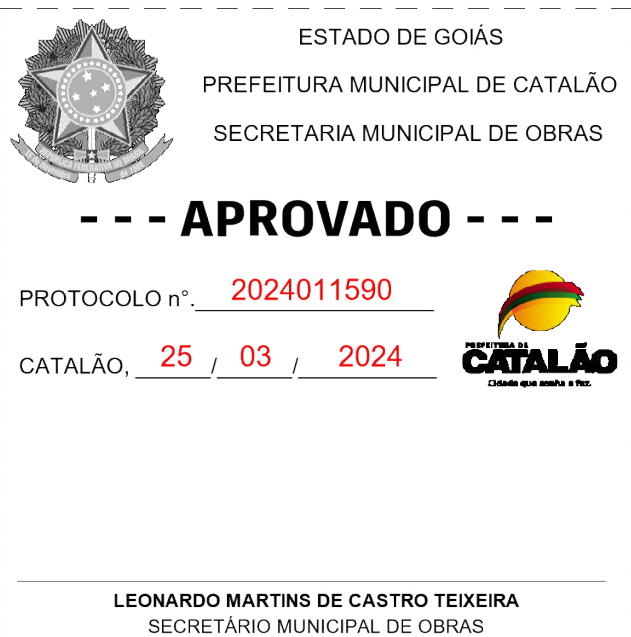 ESTADO DE GOIÁS
PREFEITURA MUNICIPAL DE CATALÃO
SECRETARIA MUNICIPAL DE OBRAS
- - - APROVADO - - -
PROTOCOLO n°. 2024011590
CATALÃO, 25 / 03 / 2024
PREFEITURA DE
CATALÃO
Cidade que sonha e faz.
LEONARDO MARTINS DE CASTRO TEIXEIRA
SECRETÁRIO MUNICIPAL DE OBRAS